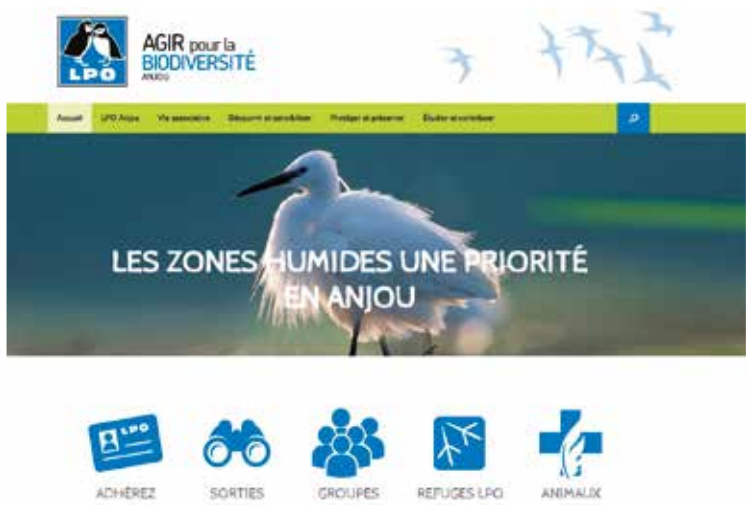 LPO
AGIR pour la
BIODIVERSITÉ
ANJOU
Accueil LPO Anjou Vie associative Découvrir et sensibiliser Protéger et préserver Étudier et contribuer
LES ZONES HUMIDES UNE PRIORITÉ
EN ANJOU
LPO
ADHÉREZ SORTIES GROUPES REFUGES LPO ANIMAUX